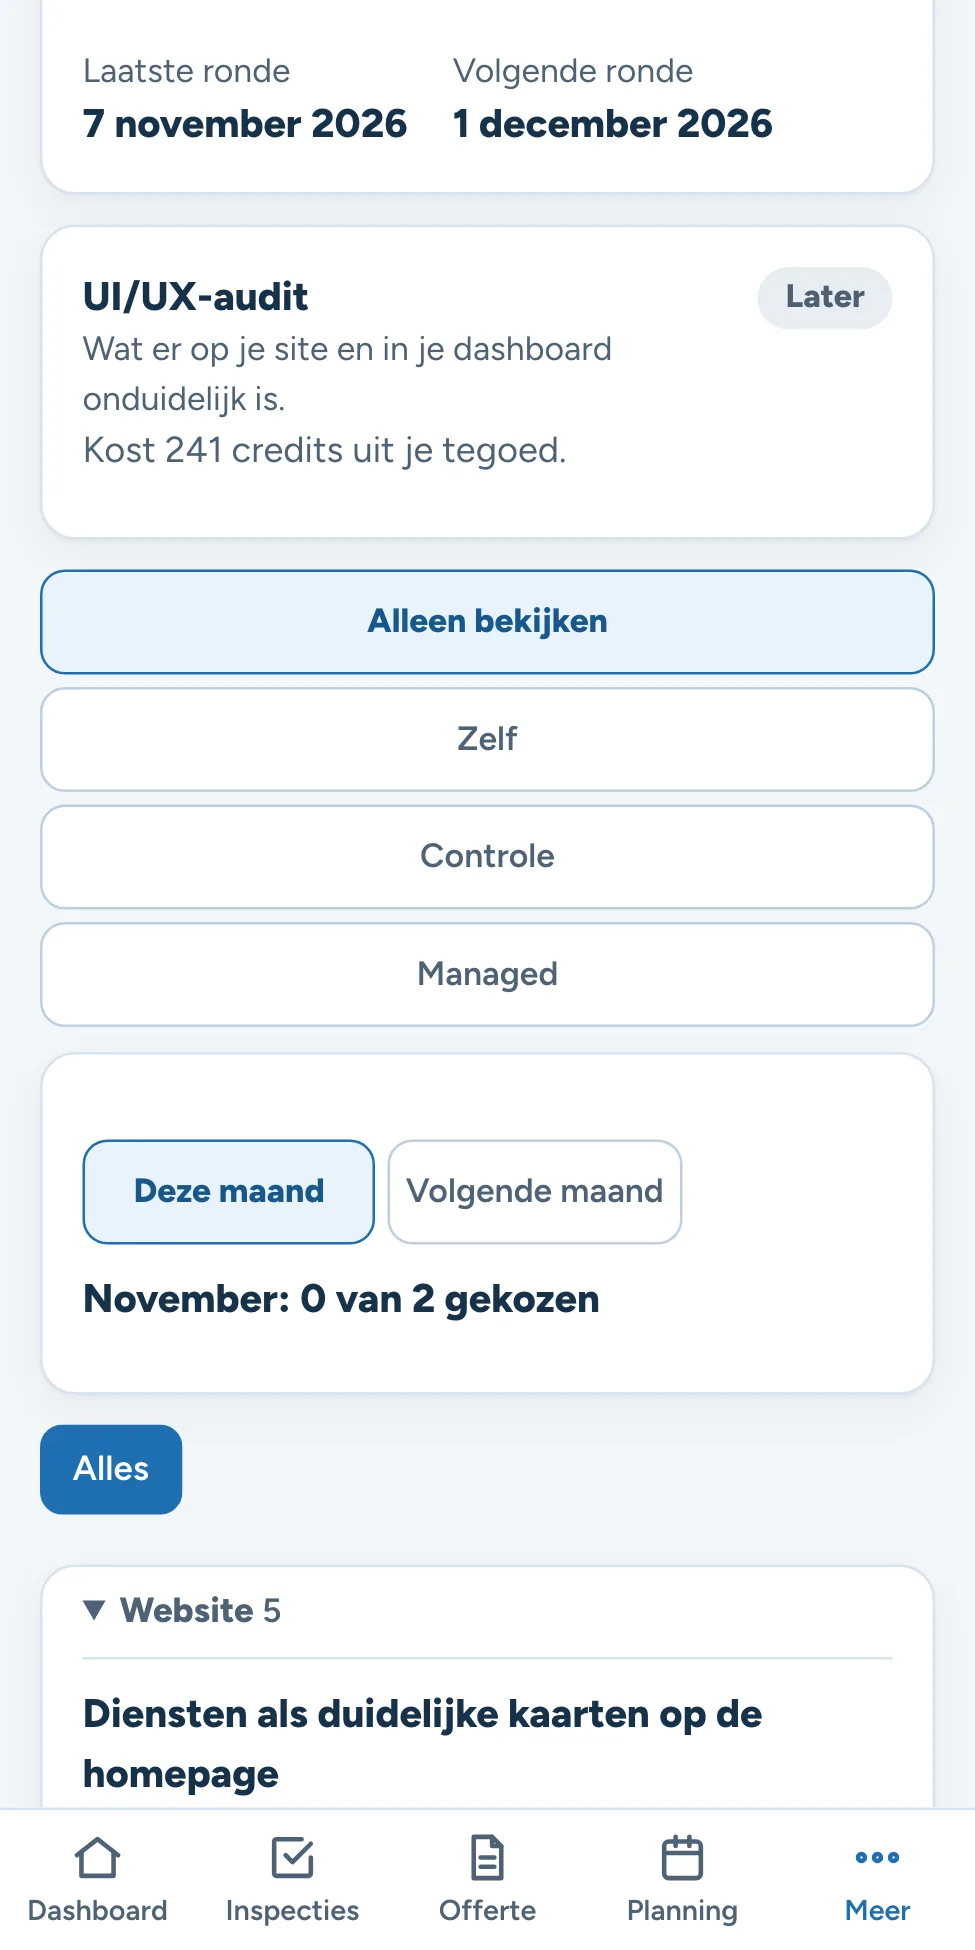 Laatste ronde
Volgende ronde
7 november 2026
1 december 2026
UI/UX-audit
Later
Wat er op je site en in je dashboard
onduidelijk is.
Kost 241 credits uit je tegoed.
Alleen bekijken
Zelf
Controle
Managed
Deze maand
Volgende maand
November: 0 van 2 gekozen
Alles
▼ Website 5
Diensten als duidelijke kaarten op de
homepage
Dashboard
Inspecties
Offerte
Planning
Meer